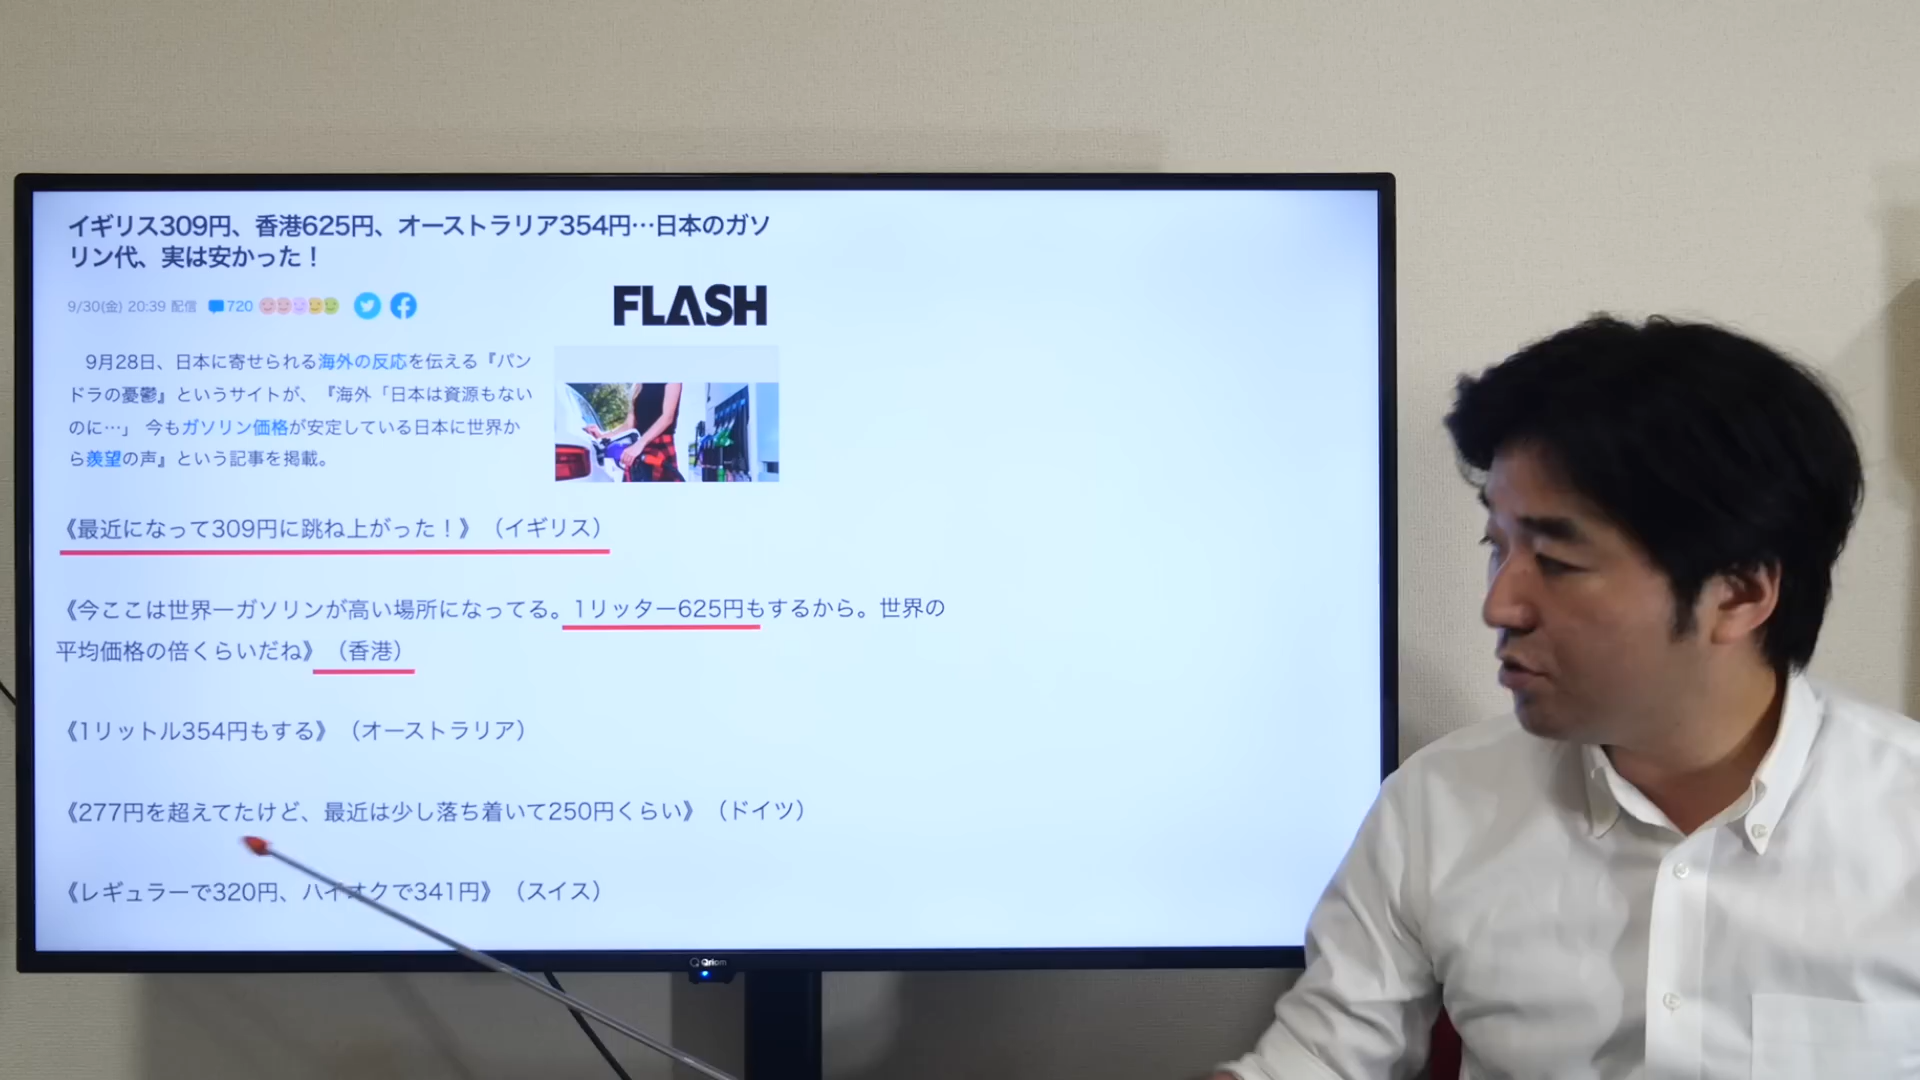 イギリス309円、香港625円、オーストラリア354円…日本のガソ
リン代、実は安かった！
9/30(金) 20:39 配信 720
FLASH
9月28日、日本に寄せられる海外の反応を伝える『パン
ドラの憂鬱』というサイトが、『海外「日本は資源もない
のに…」 今もガソリン価格が安定している日本に世界か
ら羨望の声』という記事を掲載。
《最近になって309円に跳ね上がった！》（イギリス）
《今ここは世界一ガソリンが高い場所になってる。1リッター625円もするから。世界の
平均価格の倍くらいだね》（香港）
《1リットル354円もする》（オーストラリア）
《277円を超えてたけど、最近は少し落ち着いて250円くらい》（ドイツ）
《レギュラーで320円、ハイオクで341円》（スイス）
Qriom